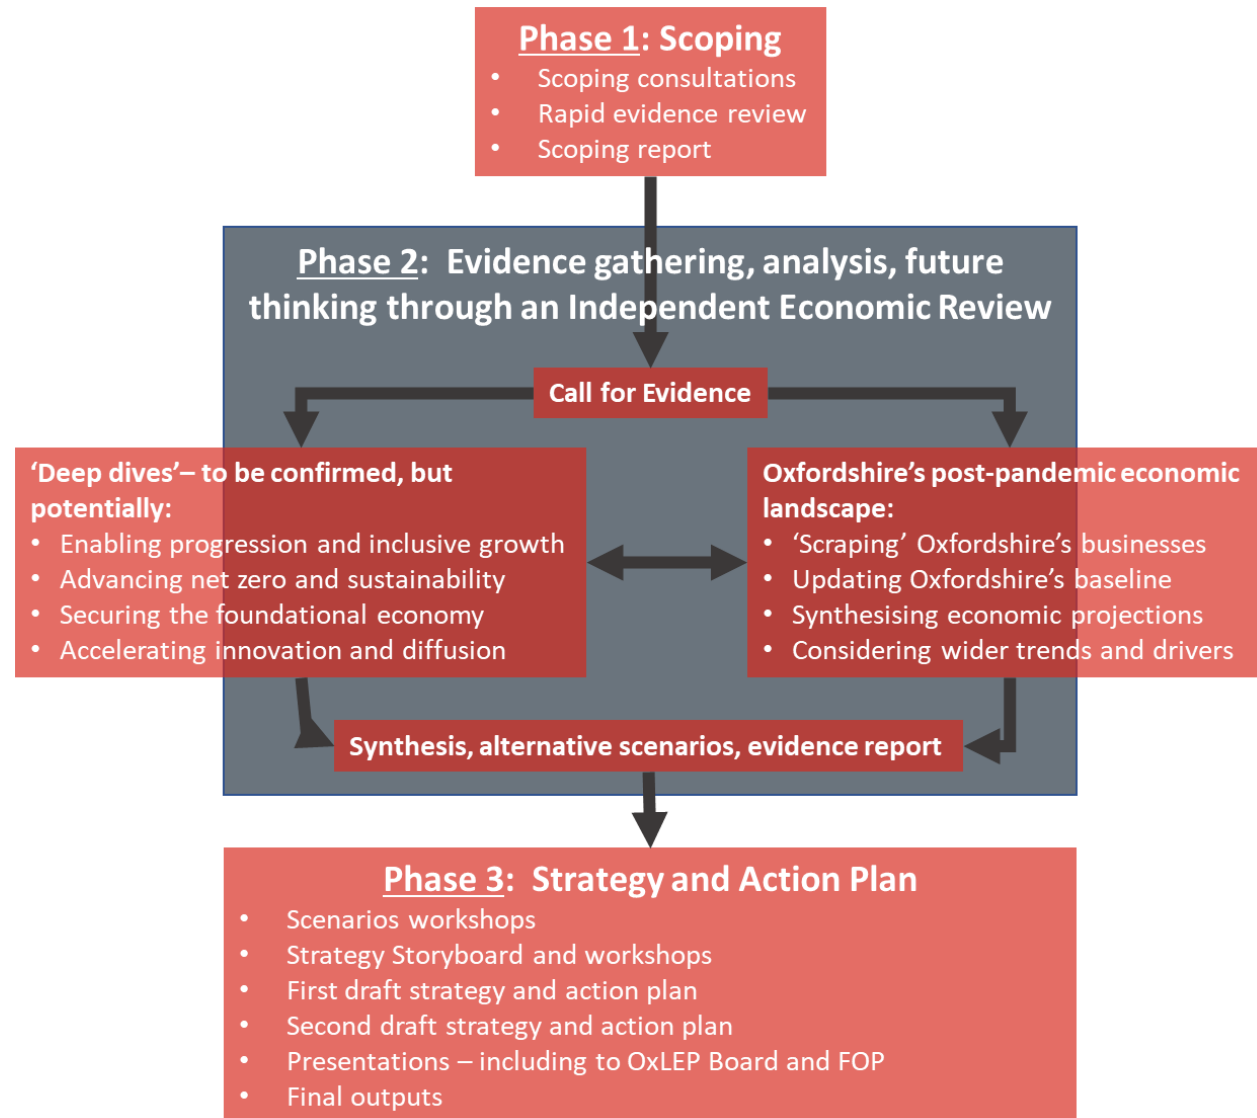 Phase 1: Scoping
• Scoping consultations
• Rapid evidence review
• Scoping report
Phase 2: Evidence gathering, analysis, future
thinking through an Independent Economic Review
Call for Evidence
‘Deep dives’– to be confirmed, but
potentially:
• Enabling progression and inclusive growth
• Advancing net zero and sustainability
• Securing the foundational economy
• Accelerating innovation and diffusion
Oxfordshire’s post-pandemic economic
landscape:
• ‘Scraping’ Oxfordshire’s businesses
• Updating Oxfordshire’s baseline
• Synthesising economic projections
• Considering wider trends and drivers
Synthesis, alternative scenarios, evidence report
Phase 3: Strategy and Action Plan
• Scenarios workshops
• Strategy Storyboard and workshops
• First draft strategy and action plan
• Second draft strategy and action plan
• Presentations – including to OxLEP Board and FOP
• Final outputs